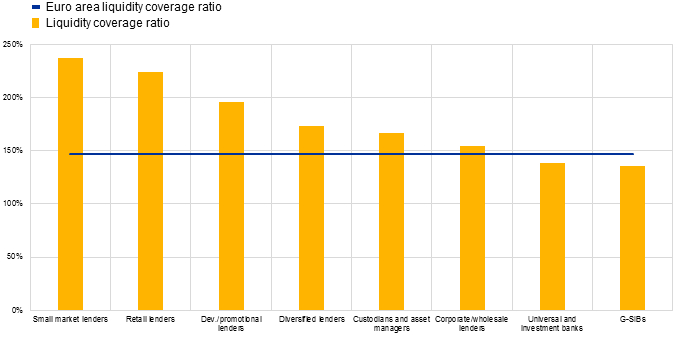 Euro area liquidity coverage ratio
Liquidity coverage ratio
250%
200%
150%
100%
50%
0%
Small market lenders
Retail lenders
Dev./promotional
lenders
Diversified lenders
Custodians and asset
managers
Corporate/wholesale
lenders
Universal and
investment banks
G-SIBs